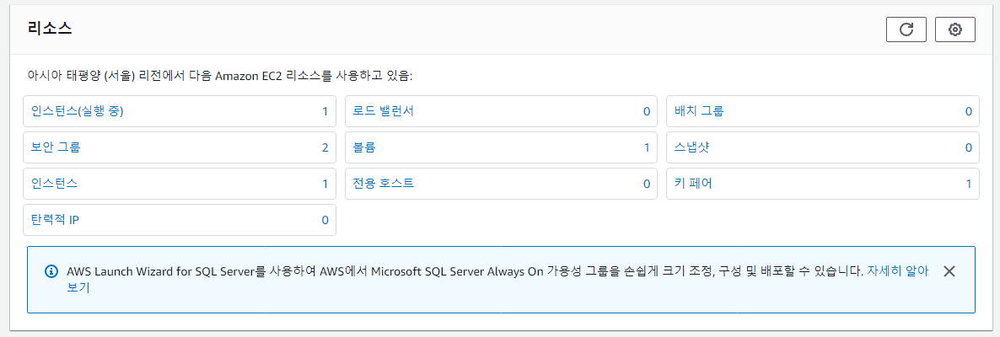 리소스
아시아 태평양 (서울) 리전에서 다음 Amazon EC2 리소스를 사용하고 있음:
인스턴스(실행 중) 1
로드 밸런서 0
배치 그룹 0
보안 그룹 2
볼륨 1
스냅샷 0
인스턴스 1
전용 호스트 0
키 페어 1
탄력적 IP 0
AWS Launch Wizard for SQL Server를 사용하여 AWS에서 Microsoft SQL Server Always On 가용성 그룹을 손쉽게 크기 조정, 구성 및 배포할 수 있습니다. 자세히 알아
보기